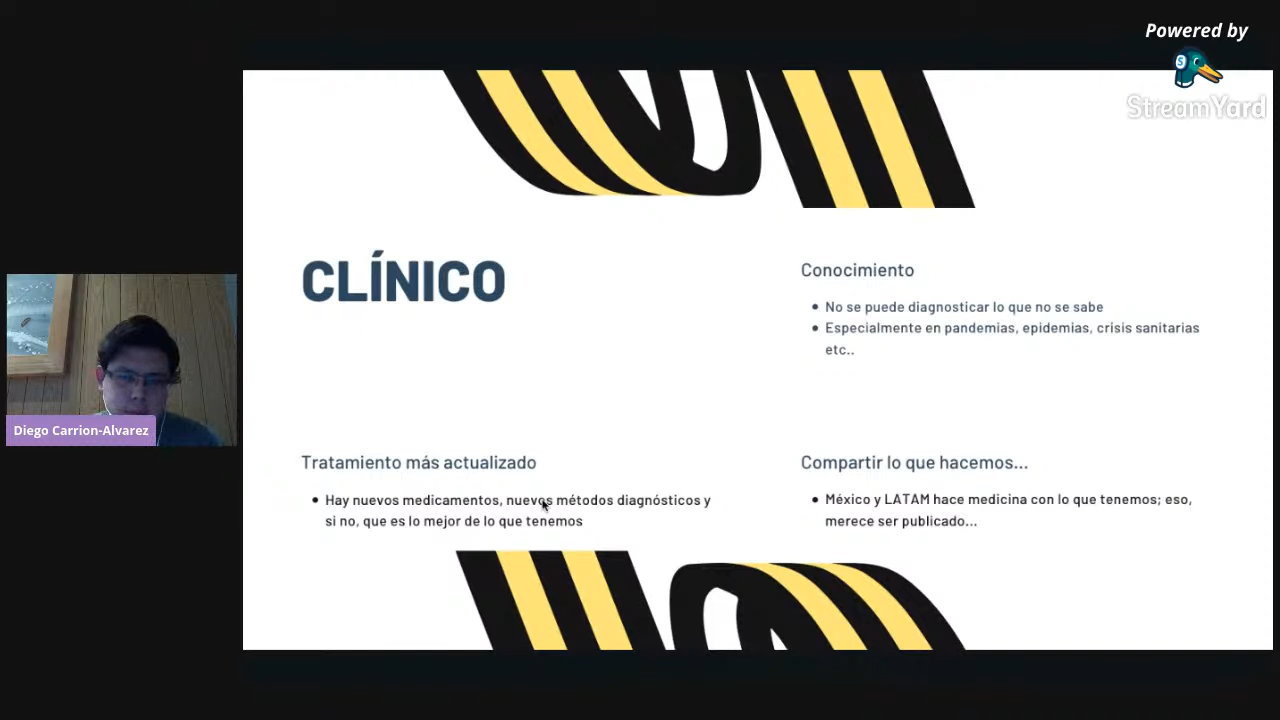 Powered by
StreamYard
CLÍNICO
Conocimiento
No se puede diagnosticar lo que no se sabe
Especialmente en pandemias, epidemias, crisis sanitarias
etc..
Diego Carrion-Alvarez
Tratamiento más actualizado
Hay nuevos medicamentos, nuevos métodos diagnósticos y
si no, que es lo mejor de lo que tenemos
Compartir lo que hacemos...
México y LATAM hace medicina con lo que tenemos; eso,
merece ser publicado...